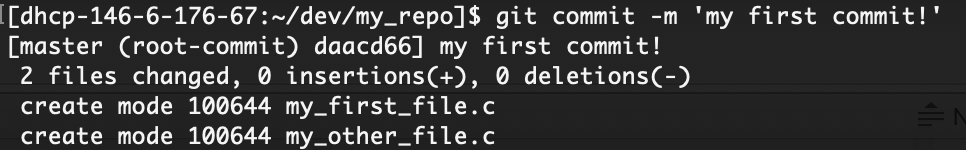 [dhcp-146-6-176-67:~/dev/my_repo]$ git commit -m 'my first commit!'
[master (root-commit) daacd66] my first commit!
 2 files changed, 0 insertions(+), 0 deletions(-)
 create mode 100644 my_first_file.c
 create mode 100644 my_other_file.c